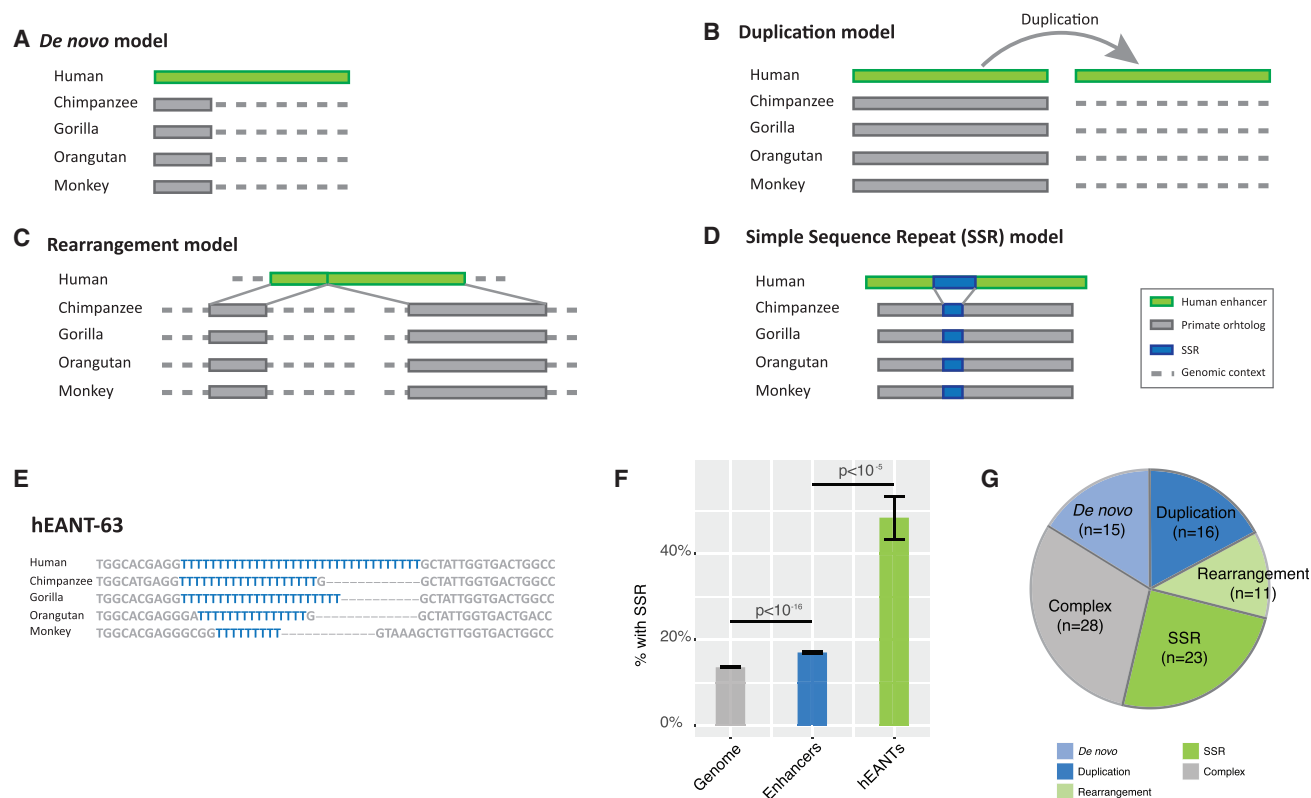 A De novo model
Human
Chimpanzee
Gorilla
Orangutan
Monkey
B Duplication model
Duplication
Human
Chimpanzee
Gorilla
Orangutan
Monkey
C Rearrangement model
Human
Chimpanzee
Gorilla
Orangutan
Monkey
D Simple Sequence Repeat (SSR) model
Human
Chimpanzee
Gorilla
Orangutan
Monkey
Human enhancer
Primate orhtolog
SSR
Genomic context
E
hEANT-63
Human TGGCACGAGGTTTTTTTTTTTTTTTTTTTTTTTTTTTTTTTTTGCTATTGGTGACTGGCC
Chimpanzee TGGCATGAGGTTTTTTTTTTTTTTTTTTTG-------------GCTATTGGTGACTGGCC
Gorilla TGGCACGAGGTTTTTTTTTTTTTTTTTTTTTT-----------GCTATTGGTGACTGGCC
Orangutan TGGCACGAGGGATTTTTTTTTTTTTTTG--------------GCTATTGGTGACTGACC
Monkey TGGCACGAGGGCGGTTTTTTTTT-------------GTAAAGCTGTTGGTGACTGGCC
F
% with SSR
40%
20%
0%
p<10-16
p<10-5
Genome
Enhancers
hEANTs
G
De novo
(n=15)
Duplication
(n=16)
Rearrangement
(n=11)
SSR
(n=23)
Complex
(n=28)
De novo
Duplication
Rearrangement
SSR
Complex